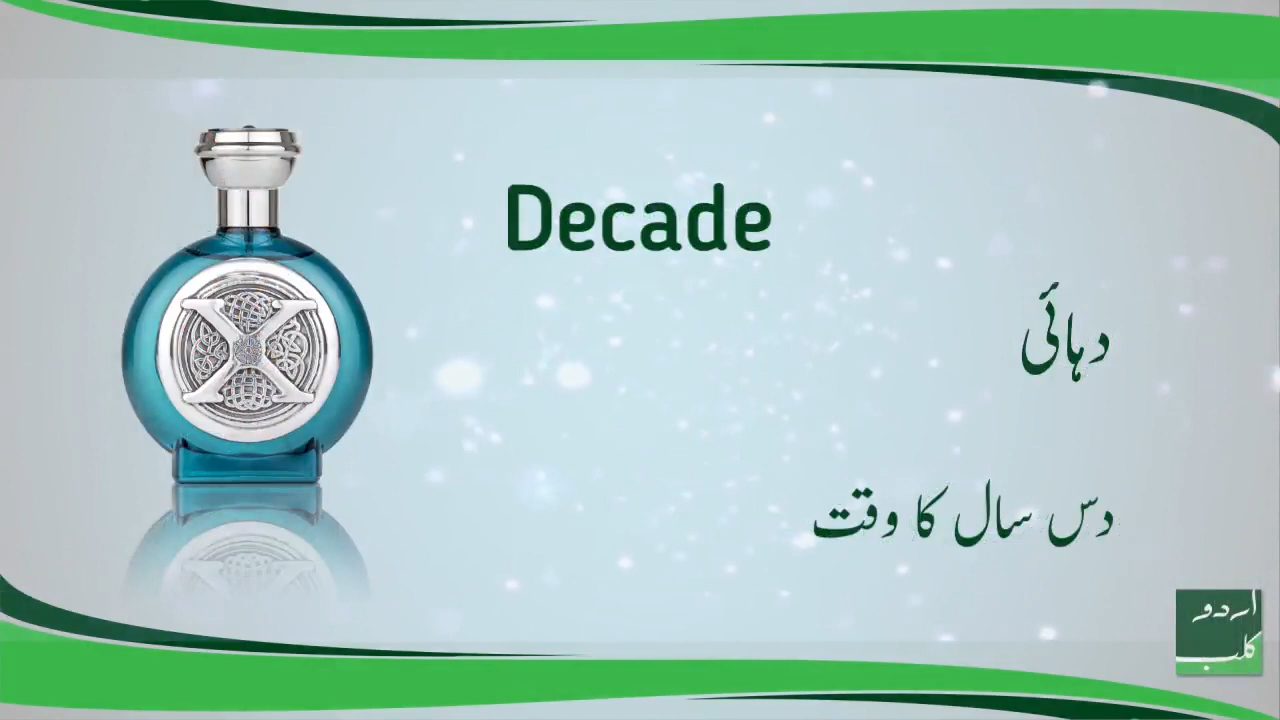 Decade
دہائی
دس سال کا وقت
X
اردو
کلب